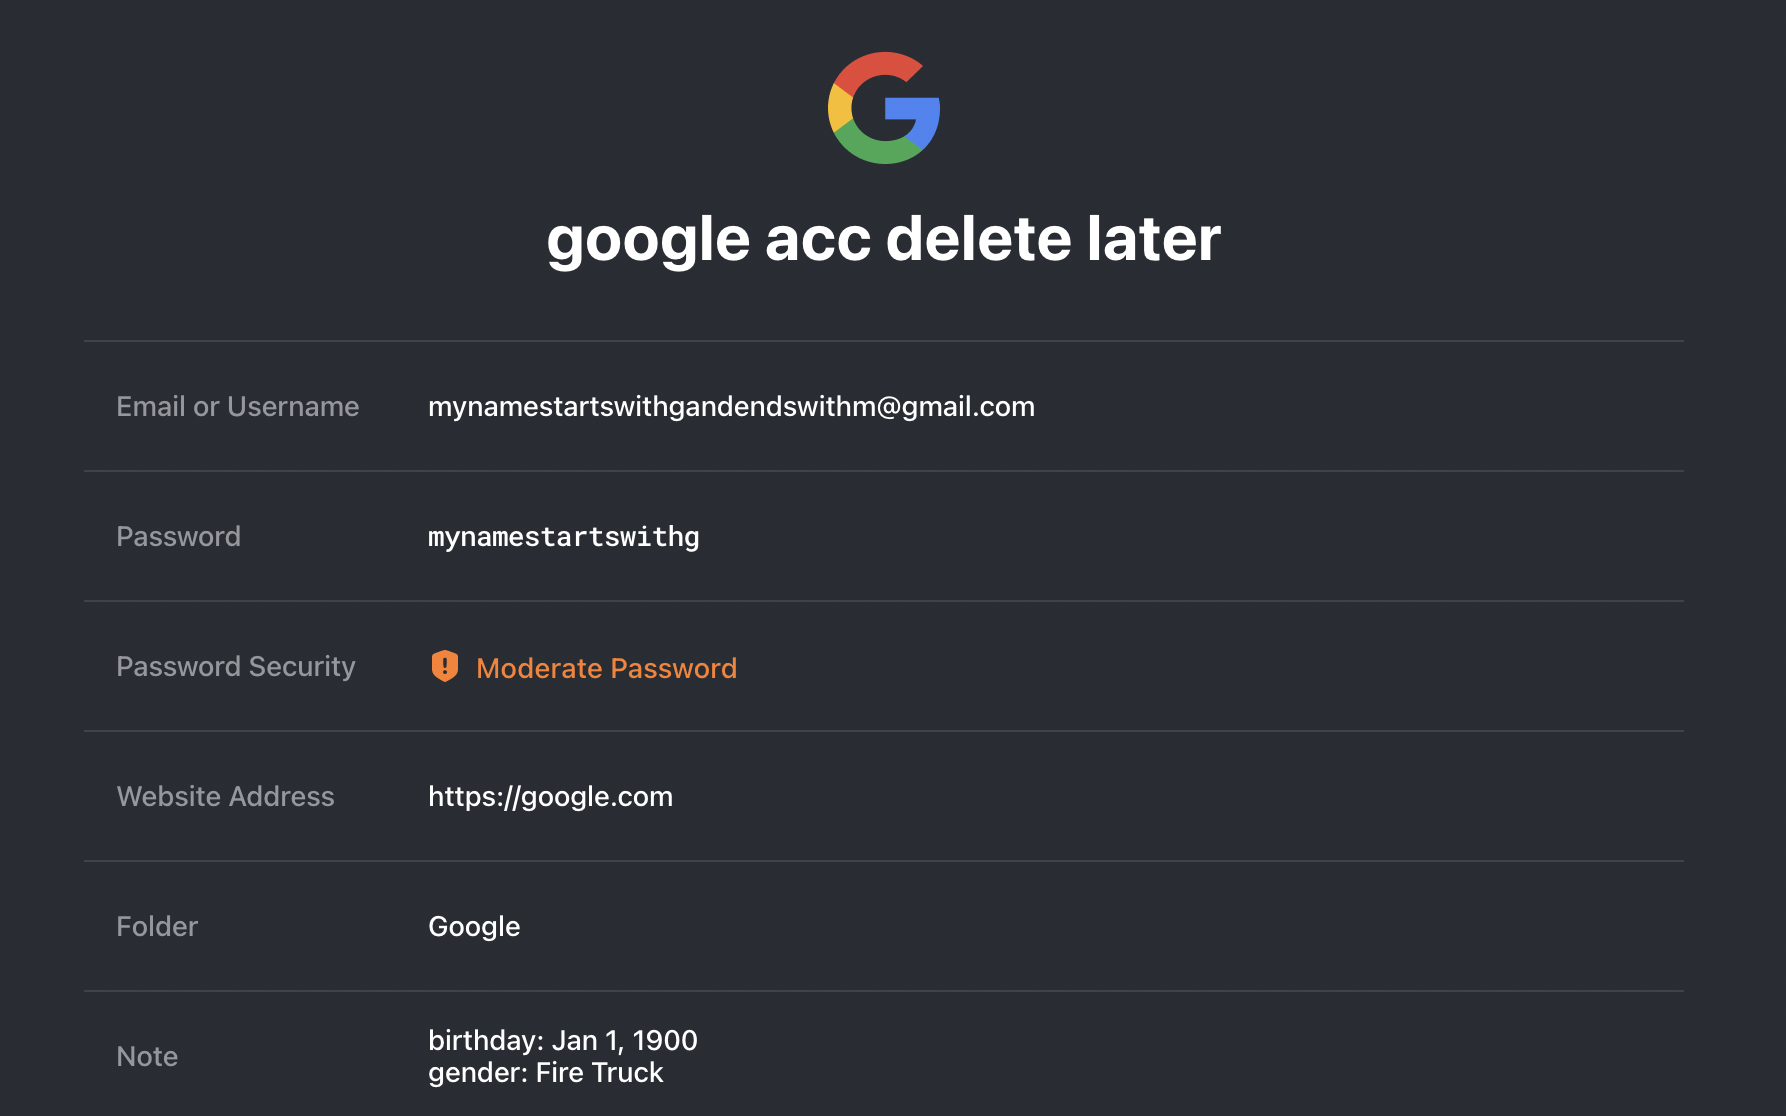 google acc delete later
Email or Username mynamestartswithgandendswithm@gmail.com
Password mynamestartswithg
Password Security Moderate Password
Website Address https://google.com
Folder Google
Note birthday: Jan 1, 1900
gender: Fire Truck